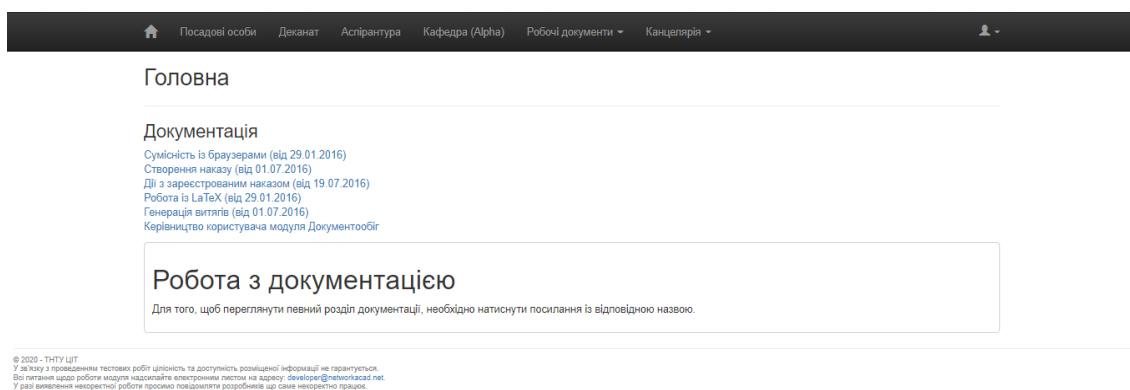 Посадові особи Деканат Аспірантура Кафедра (Alpha) Робочі документи Канцелярія
Головна
Документація
Сумісність із браузерами (від 29.01.2016)
Створення наказу (від 01.07.2016)
Дії з зареєстрованим наказом (від 19.07.2016)
Робота із LaTeX (від 29.01.2016)
Генерація витягів (від 01.07.2016)
Керівництво користувача модуля Документообіг
Робота з документацією
Для того, щоб переглянути певний розділ документації, необхідно натиснути посилання із відповідною назвою.
© 2020 - ТНТУ ЦІТ
У зв'язку з проведенням тестових робіт цілісність та доступність розміщеної інформації не гарантується.
Всі питання щодо роботи модуля надсилайте електронним листом на адресу: developer@networkacad.net.
У разі виявлення некоректної роботи просимо повідомляти розробників що саме некоректно працює.